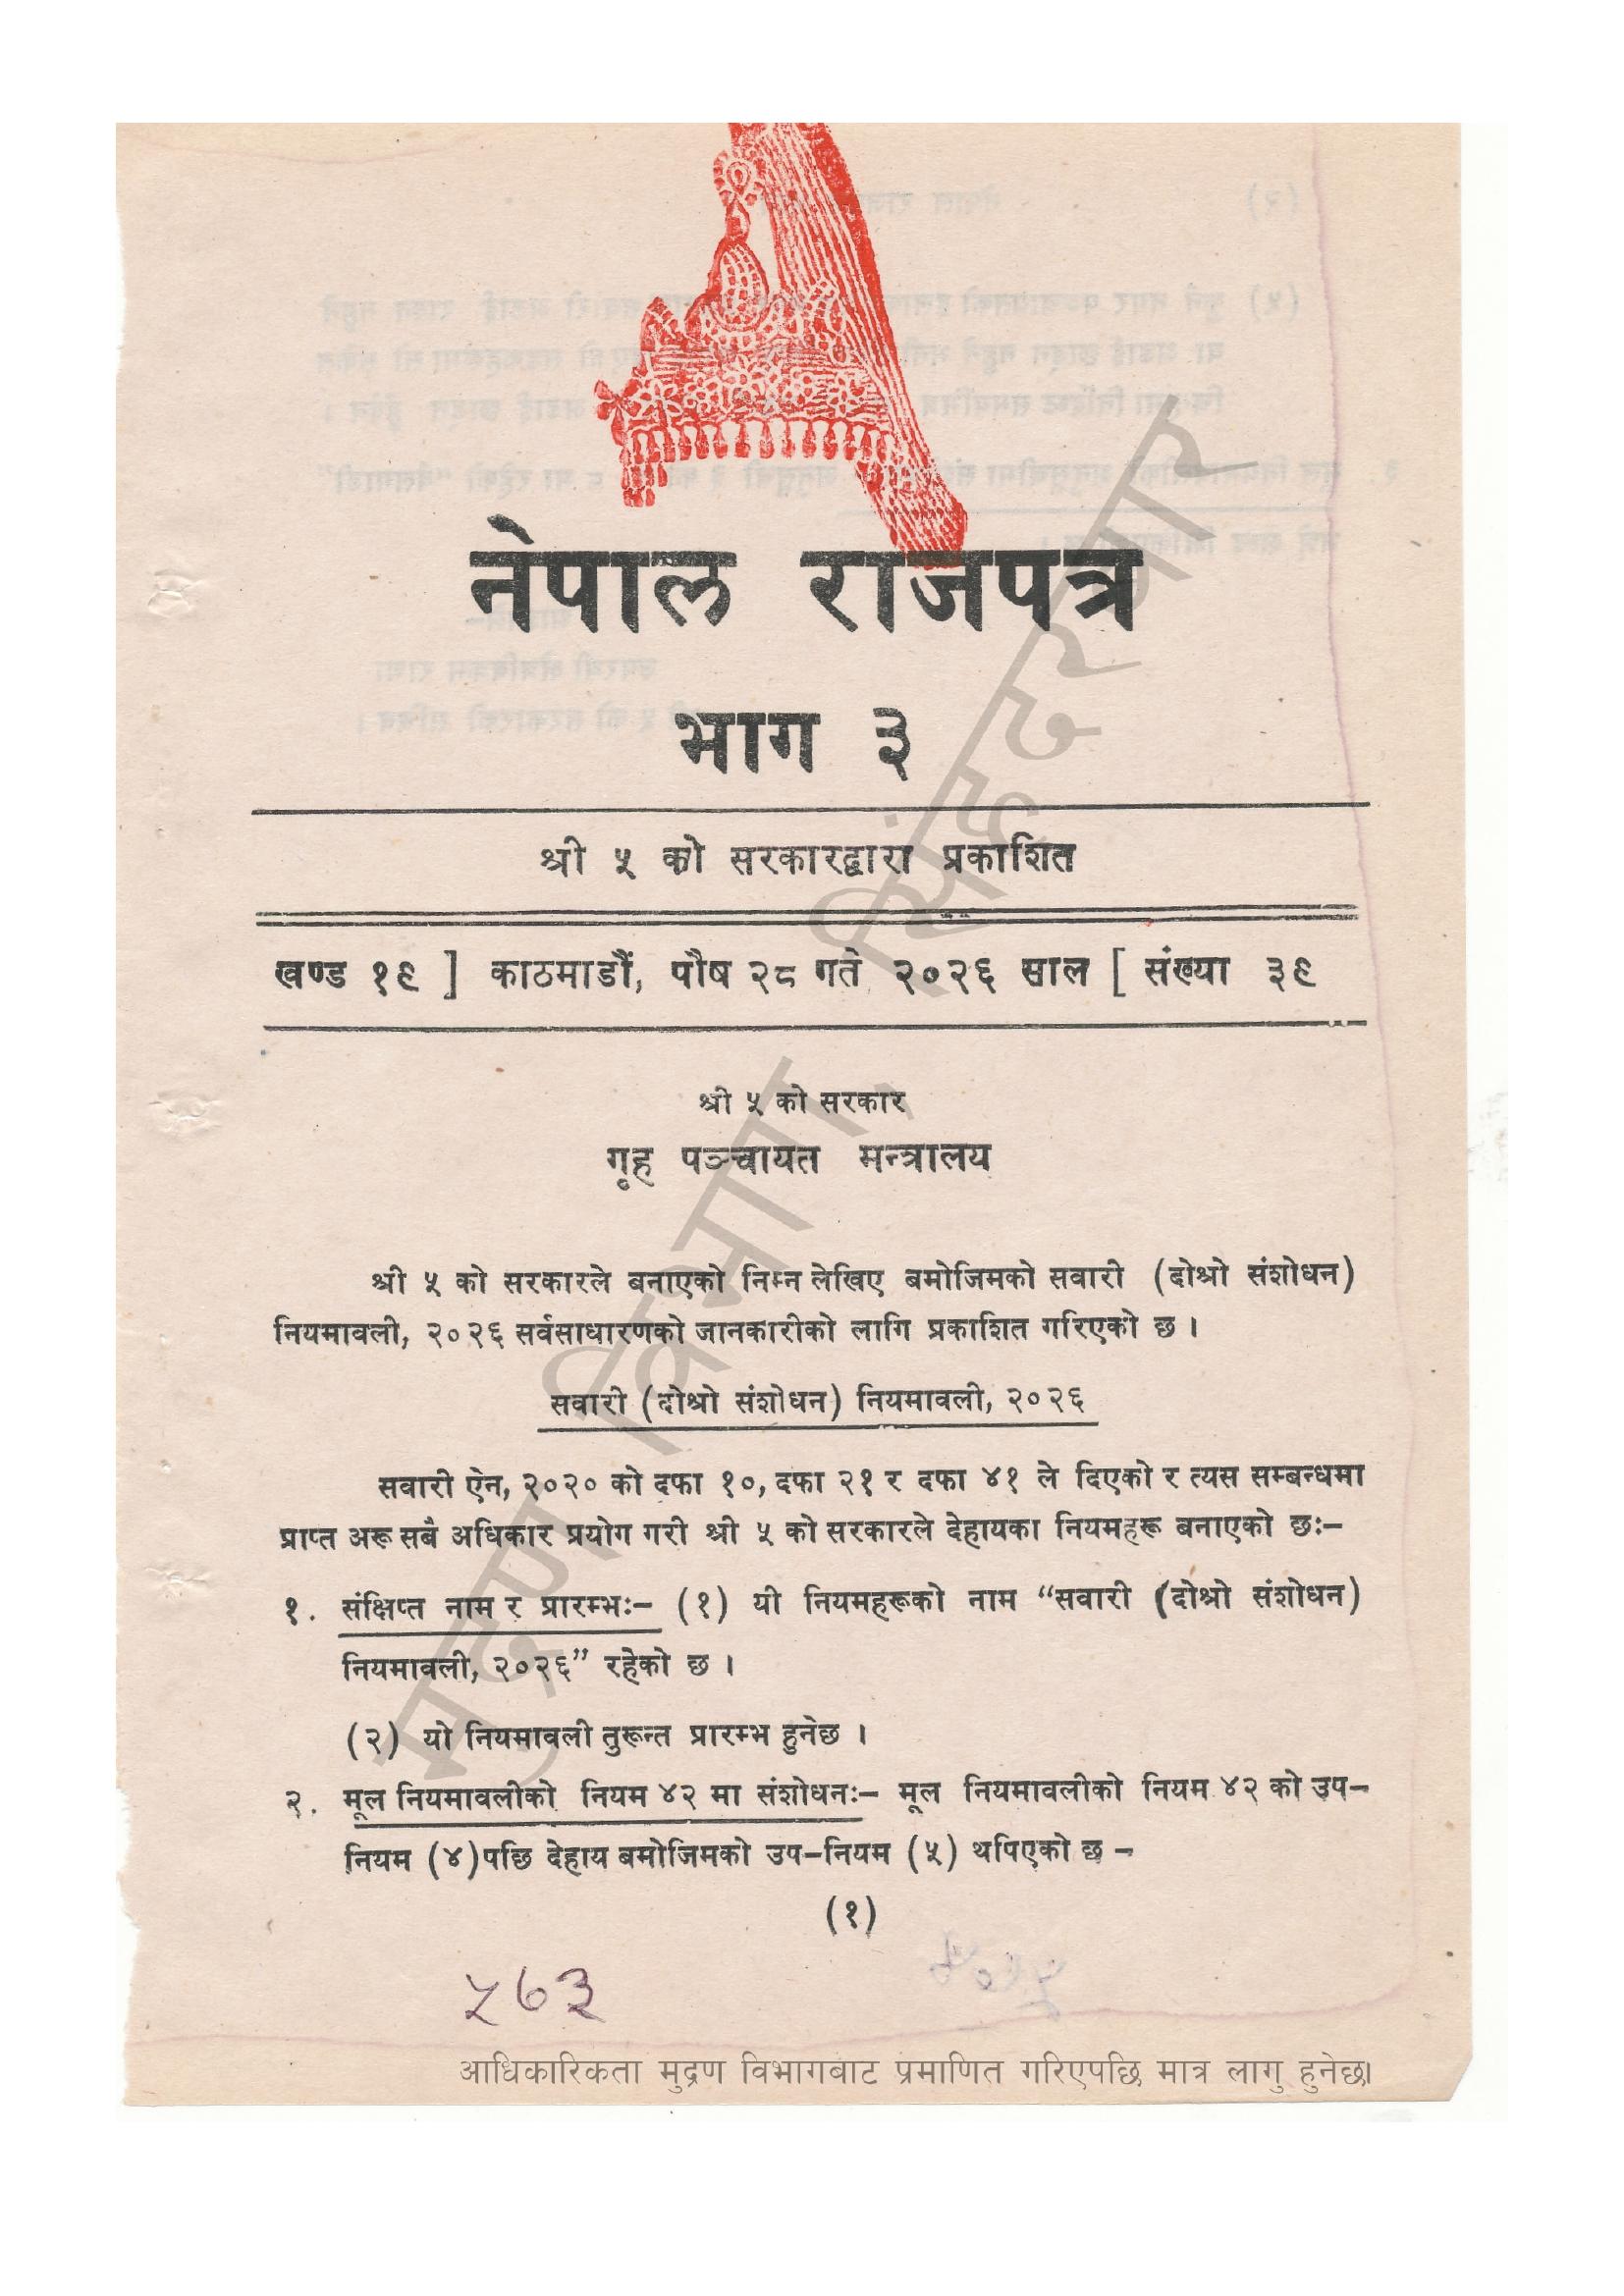 नेपाल राजपत्र
भाग ३
श्री ५ को सरकारद्वारा प्रकाशित
खण्ड १९ ] काठमाडौं, पौष २८ गते २०२६ साल [ संख्या ३९
श्री ५ को सरकार
गृह पञ्चायत मन्त्रालय
श्री ५ को सरकारले बनाएको निम्न लेखिए बमोजिमको सवारी (दोश्रो संशोधन)
नियमावली, २०२६ सर्वसाधारणको जानकारीको लागि प्रकाशित गरिएको छ ।
सवारी (दोश्रो संशोधन) नियमावली, २०२६
सवारी ऐन, २०२० को दफा १०, दफा २१ र दफा ४१ ले दिएको र त्यस सम्बन्धमा
प्राप्त अरू सबै अधिकार प्रयोग गरी श्री ५ को सरकारले देहायका नियमहरू बनाएको छः–
१. संक्षिप्त नाम र प्रारम्भः– (१) यी नियमहरूको नाम “सवारी (दोश्रो संशोधन)
नियमावली, २०२६” रहेको छ ।
(२) यो नियमावली तुरून्त प्रारम्भ हुनेछ ।
२. मूल नियमावलीको नियम ४२ मा संशोधनः– मूल नियमावलीको नियम ४२ को उप–
नियम (४) पछि देहाय बमोजिमको उप–नियम (५) थपिएको छ –
(१)
५७३
मुद्रण विभाग, सिंहदरबार
आधिकारिकता मुद्रण विभागबाट प्रमाणित गरिएपछि मात्र लागु हुनेछ।